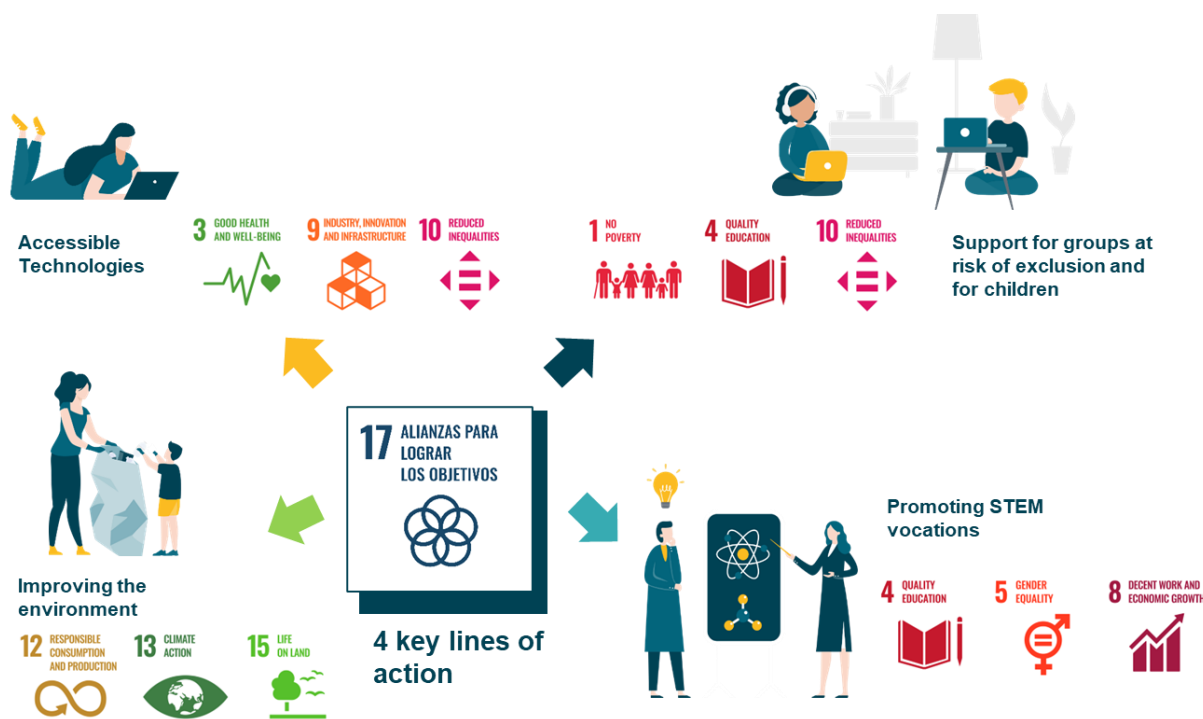 Accessible
Technologies
3 GOOD HEALTH
AND WELL-BEING
9 INDUSTRY, INNOVATION
AND INFRASTRUCTURE
10 REDUCED
INEQUALITIES
1 NO
POVERTY
4 QUALITY
EDUCATION
10 REDUCED
INEQUALITIES
Support for groups at
risk of exclusion and
for children
17 ALIANZAS PARA
LOGRAR
LOS OBJETIVOS
4 key lines of
action
Improving the
environment
12 RESPONSIBLE
CONSUMPTION
AND PRODUCTION
13 CLIMATE
ACTION
15 LIFE
ON LAND
Promoting STEM
vocations
4 QUALITY
EDUCATION
5 GENDER
EQUALITY
8 DECENT WORK AND
ECONOMIC GROWTH